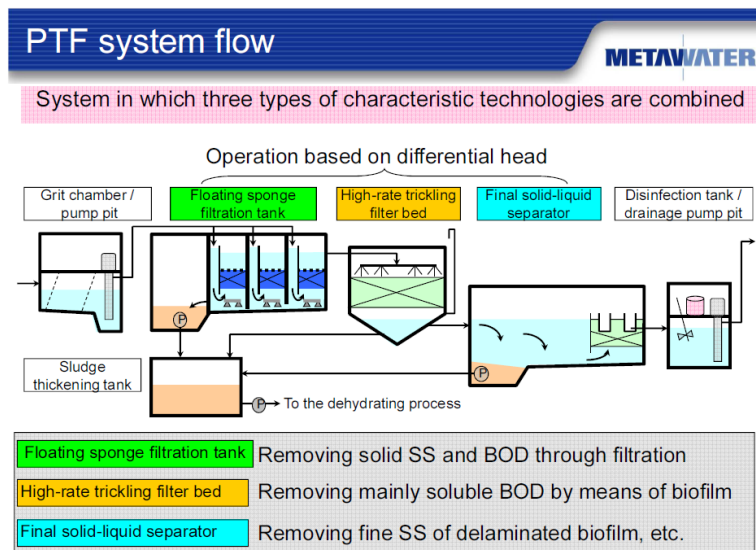 PTF system flow
METAWATER
System in which three types of characteristic technologies are combined
Operation based on differential head
Grit chamber /
pump pit
Floating sponge
filtration tank
High-rate trickling
filter bed
Final solid-liquid
separator
Disinfection tank /
drainage pump pit
P
Sludge
thickening tank
P
P
To the dehydrating process
Floating sponge filtration tank
Removing solid SS and BOD through filtration
High-rate trickling filter bed
Removing mainly soluble BOD by means of biofilm
Final solid-liquid separator
Removing fine SS of delaminated biofilm, etc.